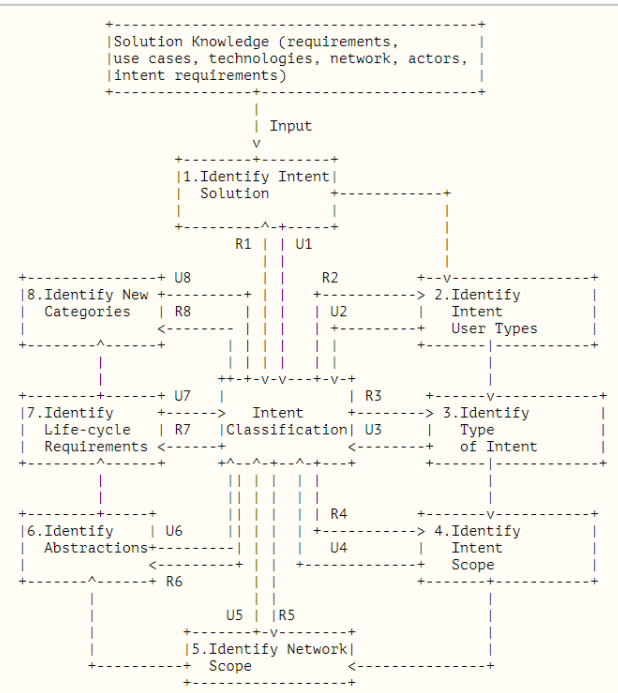 Solution Knowledge (requirements,
use cases, technologies, network, actors,
intent requirements)
Input
1.Identify Intent
Solution
R1 U1
U8 R2
8.Identify New 2.Identify
Categories R8 U2 Intent
User Types
U7 R3
7.Identify Intent 3.Identify
Life-cycle R7 Classification U3 Type
Requirements of Intent
R4
6.Identify U6 4.Identify
Abstractions U4 Intent
Scope
R6
U5 R5
5.Identify Network
Scope